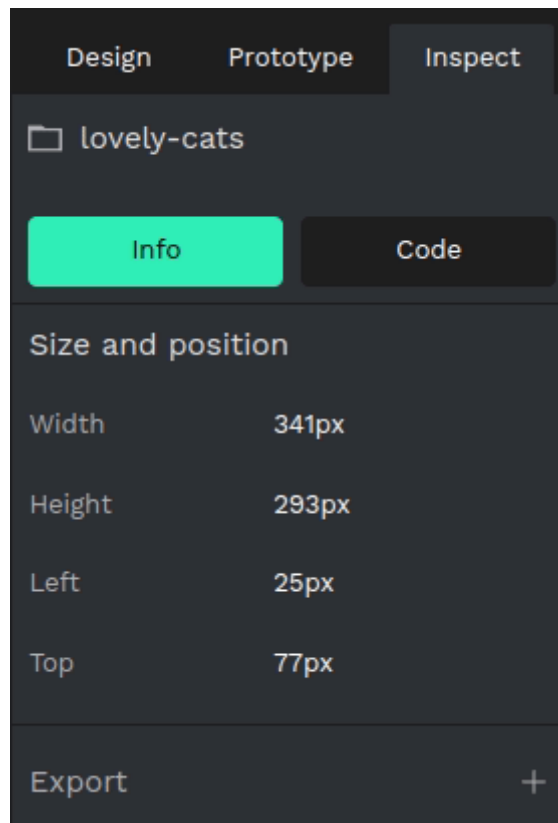 Design Prototype Inspect
lovely-cats
Info Code
Size and position
Width 341px
Height 293px
Left 25px
Top 77px
Export